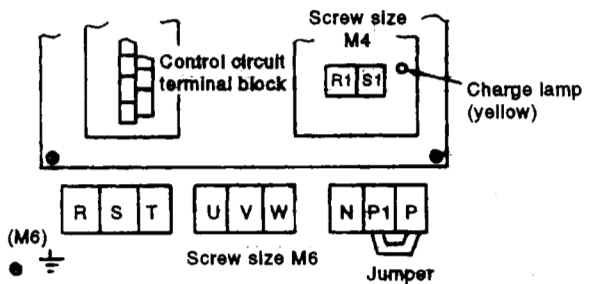 Screw size
M4
Control circuit
terminal block
R1 S1
Charge lamp
(yellow)
R S T
U V W
N P1 P
(M6)
Screw size M6
Jumper